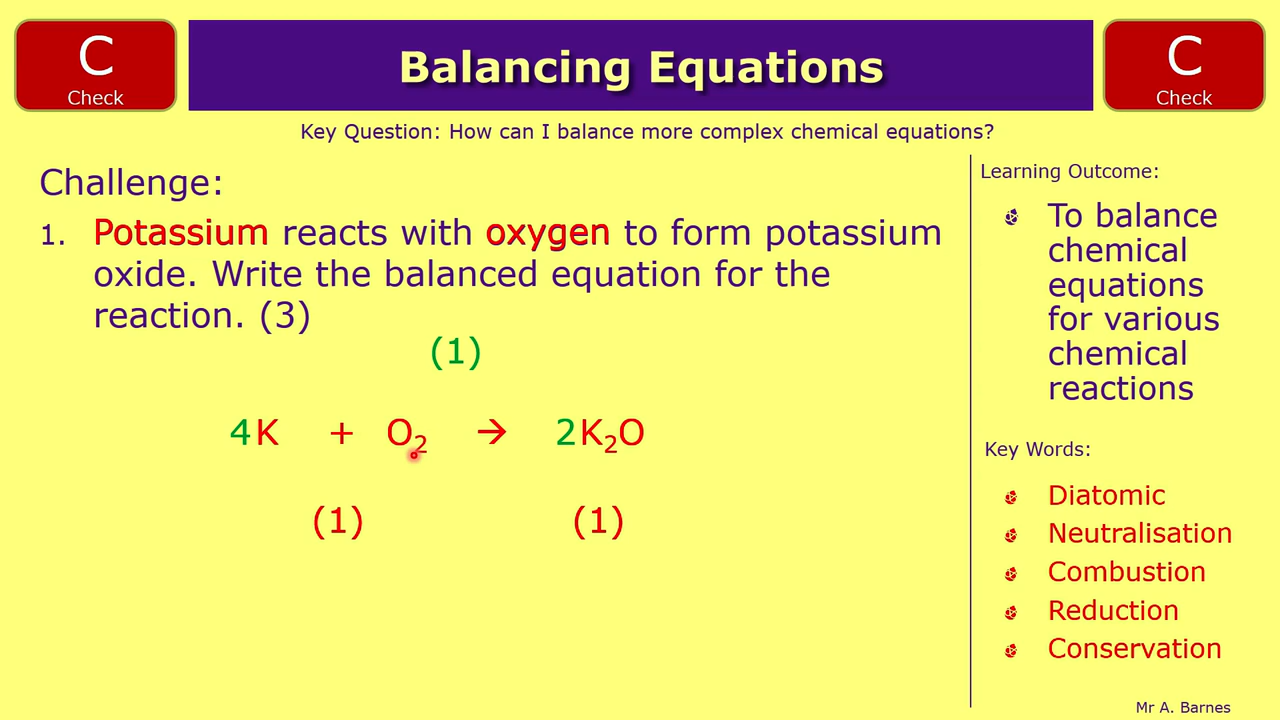 C
Check
Balancing Equations
C
Check
Key Question: How can I balance more complex chemical equations?
Challenge:
1. Potassium reacts with oxygen to form potassium
oxide. Write the balanced equation for the
reaction. (3)
(1)
4K + O₂ → 2K₂O
(1) (1)
Learning Outcome:
To balance
chemical
equations
for various
chemical
reactions
Key Words:
Diatomic
Neutralisation
Combustion
Reduction
Conservation
Mr A. Barnes